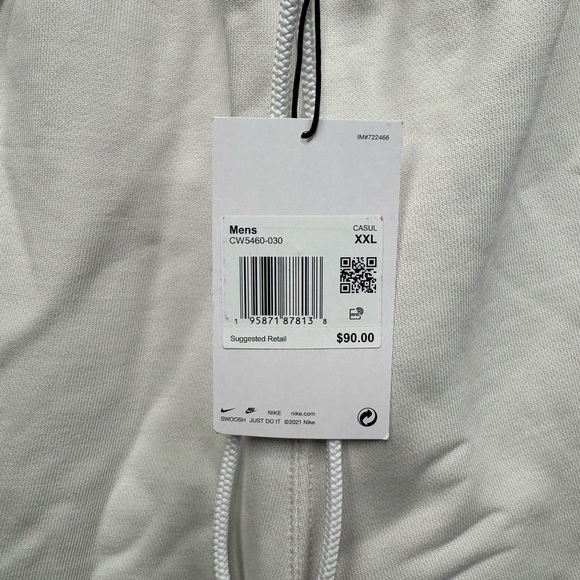 IM#722466
Mens CASUL
CW5460-030 XXL
1 95871 87813 8
Suggested Retail $90.00
NIKE nike.com
SWOOSH JUST DO IT ©2021 Nike